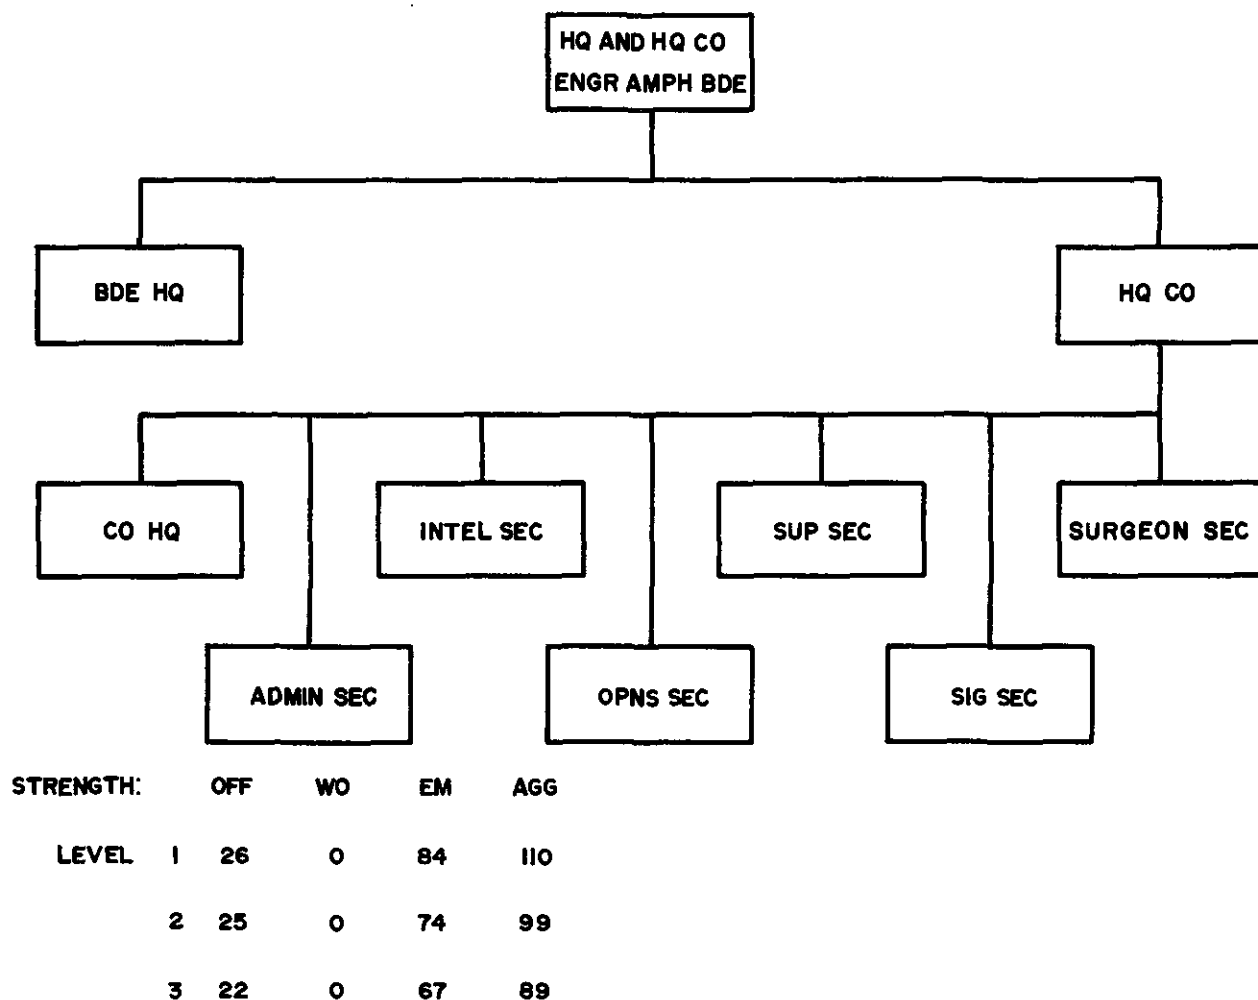 HQ AND HQ CO
ENGR AMPH BDE
BDE HQ
HQ CO
CO HQ
INTEL SEC
SUP SEC
SURGEON SEC
ADMIN SEC
OPNS SEC
SIG SEC
STRENGTH: OFF WO EM AGG
LEVEL 1 26 0 84 110
2 25 0 74 99
3 22 0 67 89